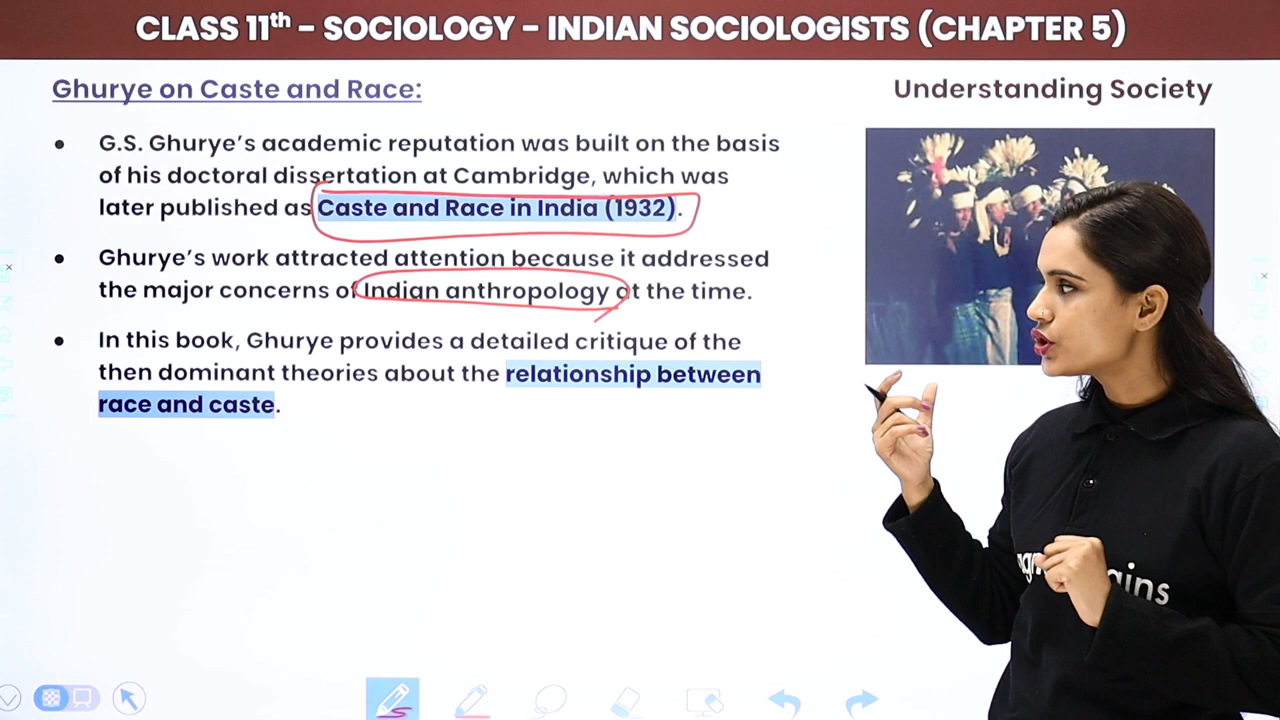 CLASS 11th – SOCIOLOGY – INDIAN SOCIOLOGISTS (CHAPTER 5)
Ghurye on Caste and Race:
Understanding Society
• G.S. Ghurye’s academic reputation was built on the basis
of his doctoral dissertation at Cambridge, which was
later published as Caste and Race in India (1932).
• Ghurye’s work attracted attention because it addressed
the major concerns of Indian anthropology at the time.
• In this book, Ghurye provides a detailed critique of the
then dominant theories about the relationship between
race and caste.